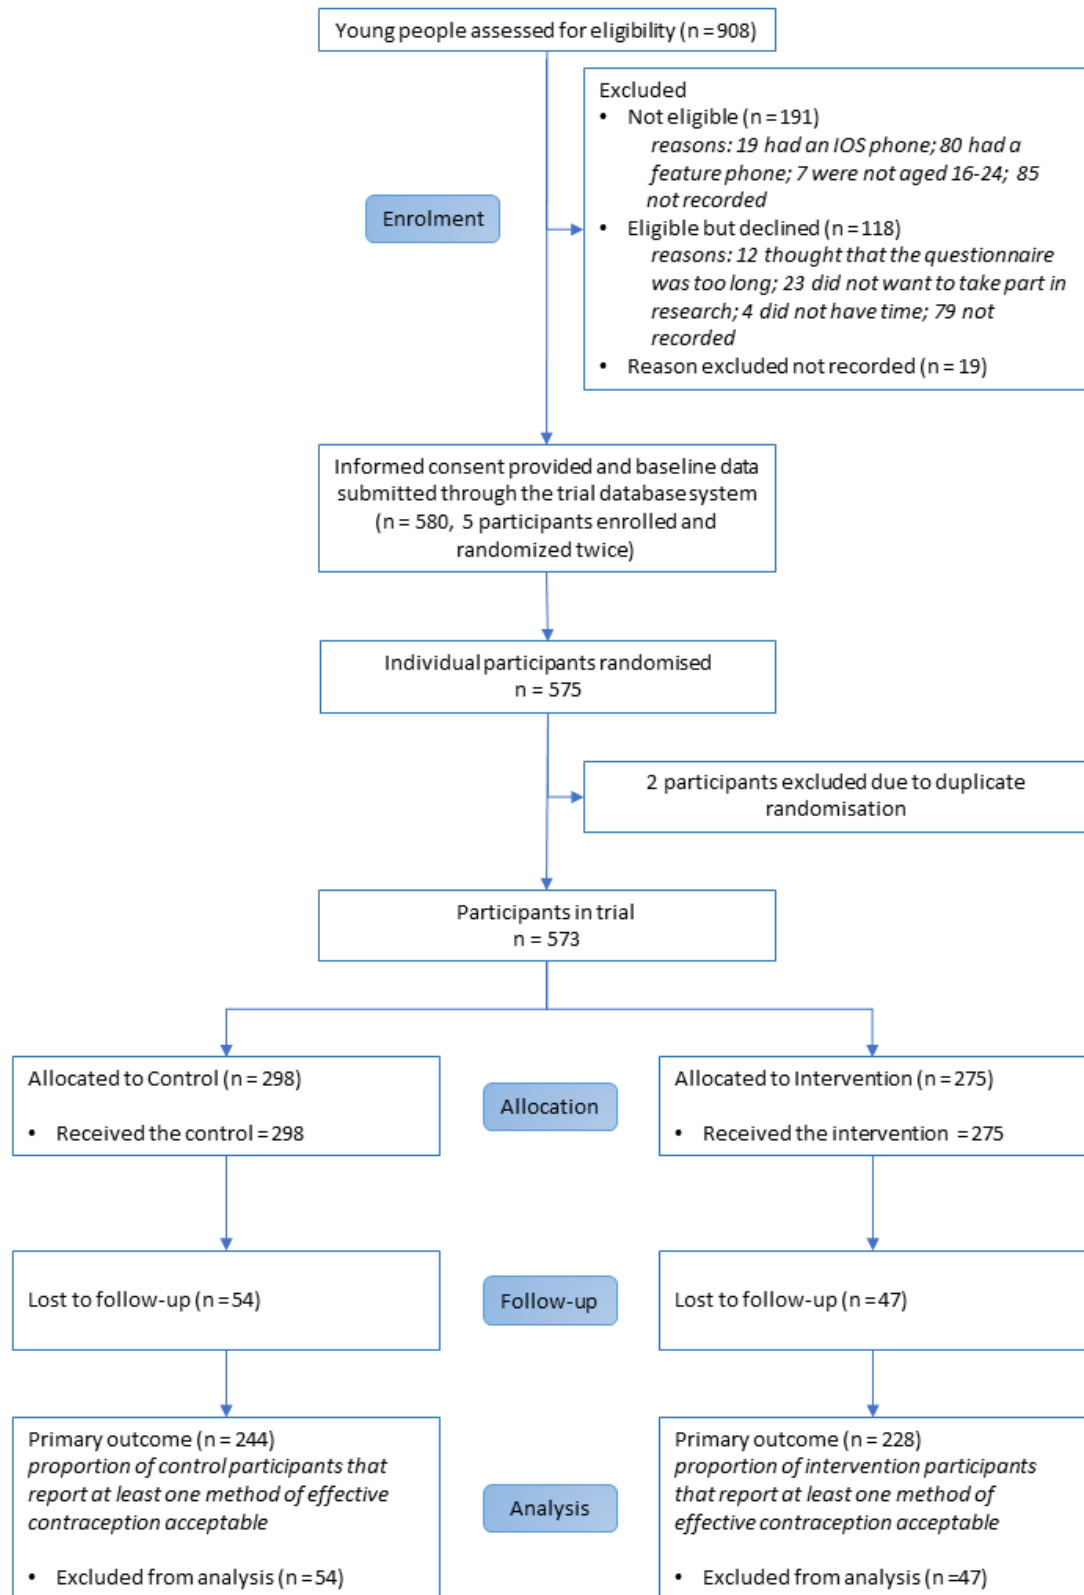 Young people assessed for eligibility (n = 908)
Excluded
• Not eligible (n = 191)
reasons: 19 had an IOS phone; 80 had a
feature phone; 7 were not aged 16-24; 85
not recorded
• Eligible but declined (n = 118)
reasons: 12 thought that the questionnaire
was too long; 23 did not want to take part in
research; 4 did not have time; 79 not
recorded
• Reason excluded not recorded (n = 19)
Enrolment
Informed consent provided and baseline data
submitted through the trial database system
(n = 580, 5 participants enrolled and
randomized twice)
Individual participants randomised
n = 575
2 participants excluded due to duplicate
randomisation
Participants in trial
n = 573
Allocated to Control (n = 298)
• Received the control = 298
Allocation
Allocated to Intervention (n = 275)
• Received the intervention = 275
Lost to follow-up (n = 54)
Follow-up
Lost to follow-up (n = 47)
Primary outcome (n = 244)
proportion of control participants that
report at least one method of effective
contraception acceptable
• Excluded from analysis (n = 54)
Analysis
Primary outcome (n = 228)
proportion of intervention participants
that report at least one method of
effective contraception acceptable
• Excluded from analysis (n =47)